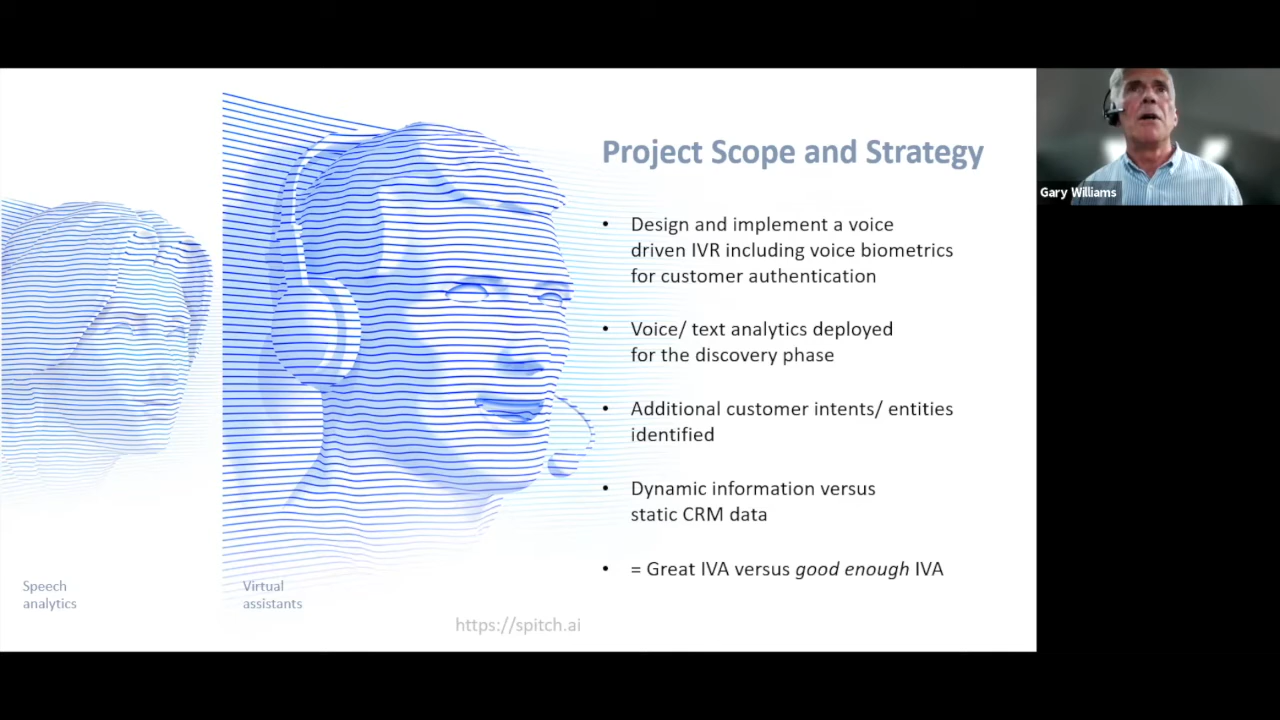 Project Scope and Strategy
• Design and implement a voice
driven IVR including voice biometrics
for customer authentication
• Voice/ text analytics deployed
for the discovery phase
• Additional customer intents/ entities
identified
• Dynamic information versus
static CRM data
• = Great IVA versus good enough IVA
Speech
analytics
Virtual
assistants
https://spitch.ai
Gary Williams